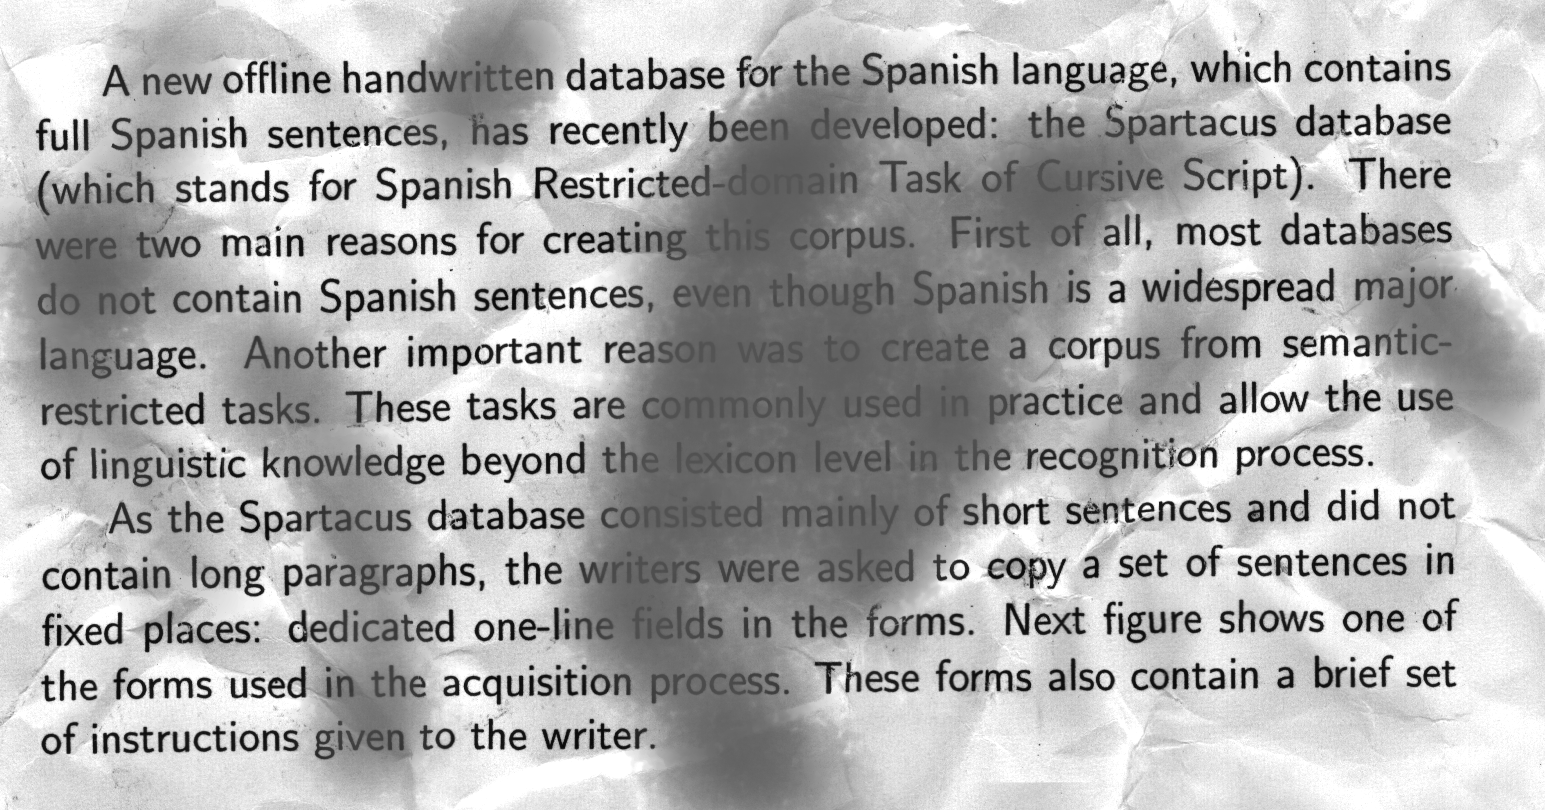 A new offline handwritten database for the Spanish language, which contains
full Spanish sentences, has recently been developed: the Spartacus database
(which stands for Spanish Restricted-domain Task of Cursive Script). There
were two main reasons for creating this corpus. First of all, most databases
do not contain Spanish sentences, even though Spanish is a widespread major
language. Another important reason was to create a corpus from semantic-
restricted tasks. These tasks are commonly used in practice and allow the use
of linguistic knowledge beyond the lexicon level in the recognition process.
As the Spartacus database consisted mainly of short sentences and did not
contain long paragraphs, the writers were asked to copy a set of sentences in
fixed places: dedicated one-line fields in the forms. Next figure shows one of
the forms used in the acquisition process. These forms also contain a brief set
of instructions given to the writer.